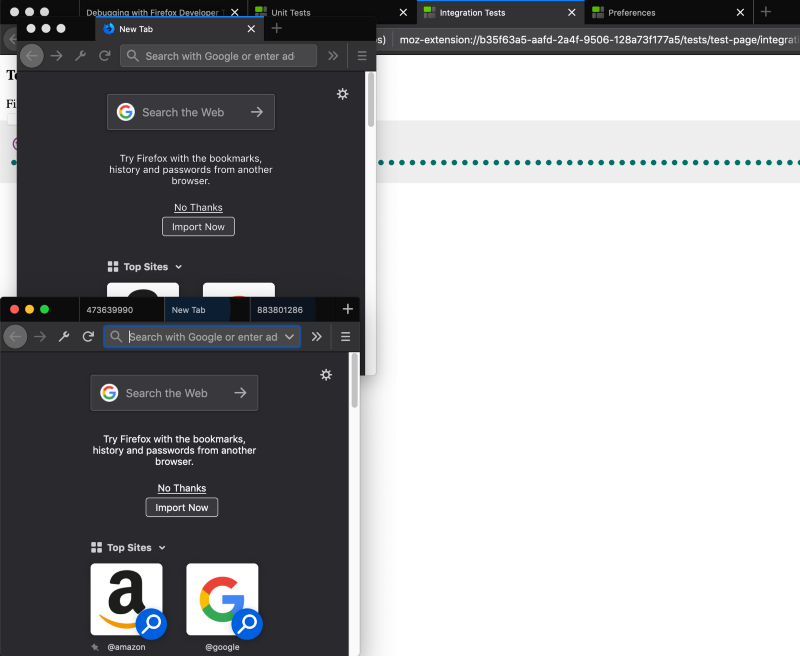 Debugging with Firefox Developer T
Unit Tests
Integration Tests
Preferences
New Tab
Search with Google or enter ad
s)
moz-extension://b35f63a5-aafd-2a4f-9506-128a73f177a5/tests/test-page/integrati
Te
Fi
Search the Web
Try Firefox with the bookmarks,
history and passwords from another
browser.
No Thanks
Import Now
Top Sites
473639990
New Tab
883801286
Search with Google or enter ad
Search the Web
Try Firefox with the bookmarks,
history and passwords from another
browser.
No Thanks
Import Now
Top Sites
@amazon
@google